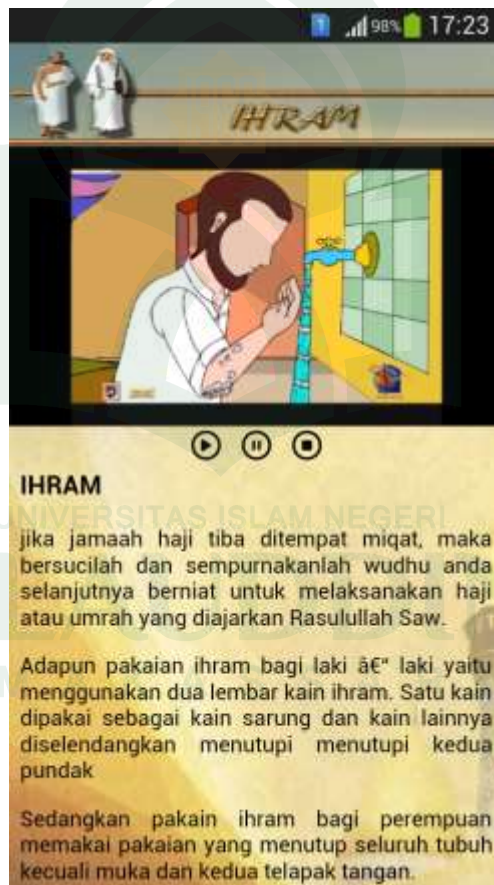 98% 17:23
IHRAM
IHRAM
UNIVERSITAS ISLAM NEGERI
jika jamaah haji tiba ditempat miqat, maka
bersucilah dan sempurnakanlah wudhu anda
selanjutnya berniat untuk melaksanakan haji
atau umrah yang diajarkan Rasulullah Saw.
Adapun pakaian ihram bagi laki â€“ laki yaitu
menggunakan dua lembar kain ihram. Satu kain
dipakai sebagai kain sarung dan kain lainnya
diselendangkan menutupi menutupi kedua
pundak
Sedangkan pakain ihram bagi perempuan
memakai pakaian yang menutup seluruh tubuh
kecuali muka dan kedua telapak tangan.